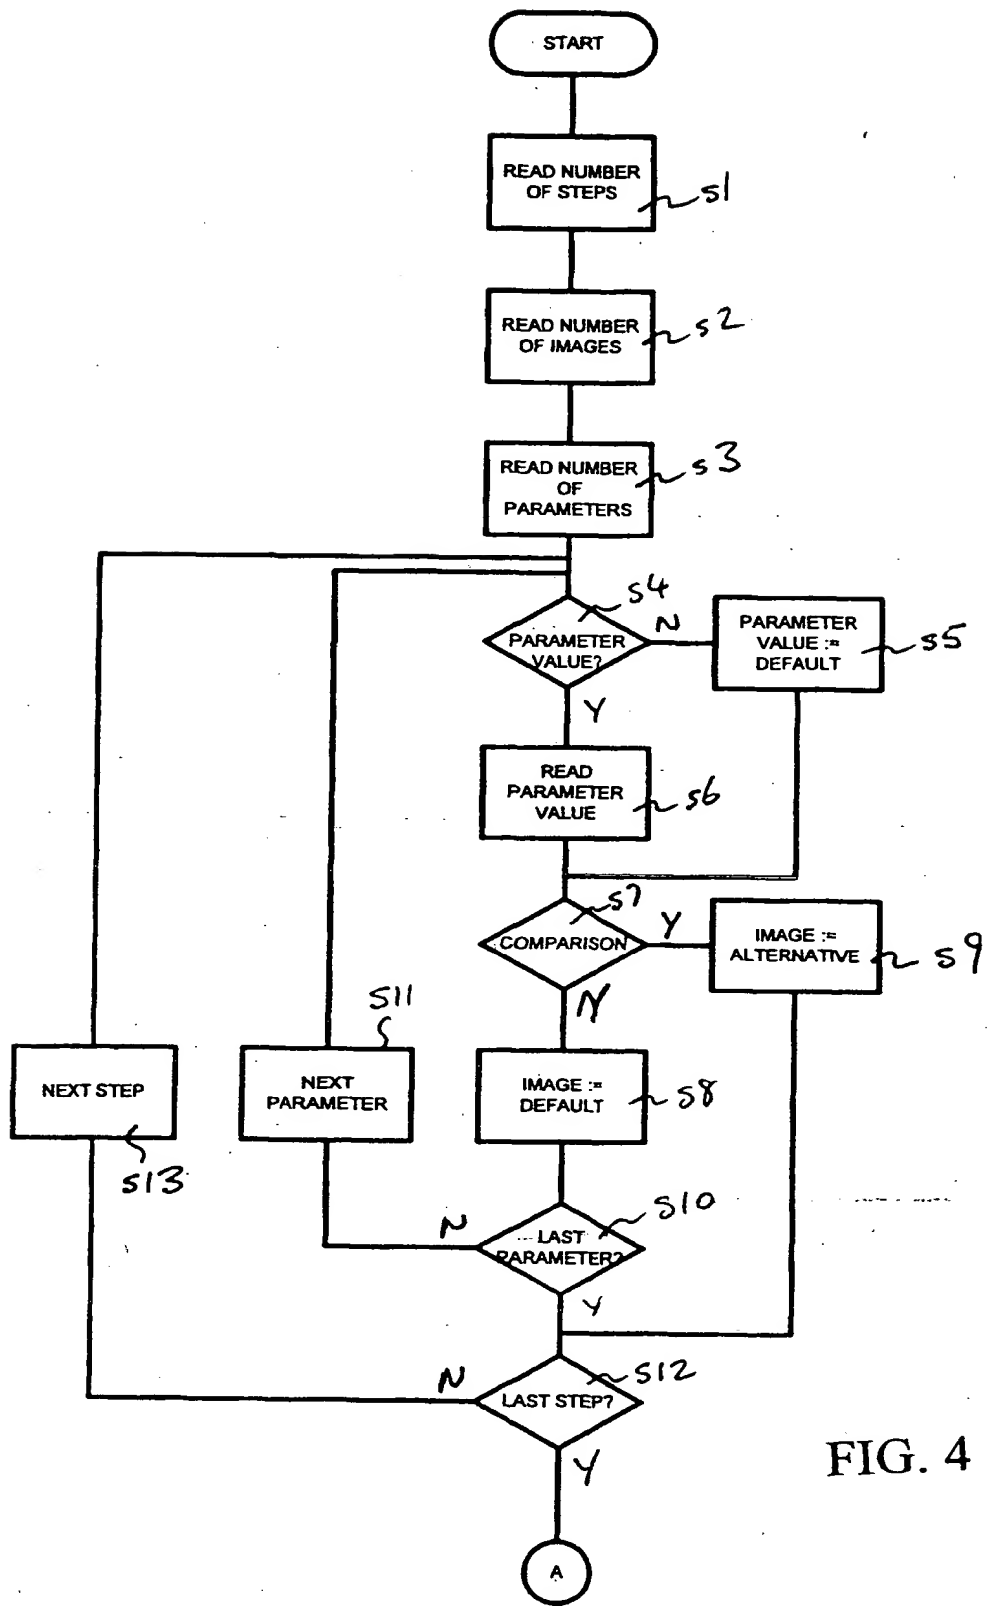 START
READ NUMBER
OF STEPS
s1
READ NUMBER
OF IMAGES
s2
READ NUMBER
OF
PARAMETERS
s3
s4
PARAMETER
VALUE?
N
Y
PARAMETER
VALUE :=
DEFAULT
s5
READ
PARAMETER
VALUE
s6
s7
COMPARISON
Y
N
IMAGE :=
ALTERNATIVE
s9
NEXT STEP
s13
s11
NEXT
PARAMETER
IMAGE :=
DEFAULT
s8
s10
LAST
PARAMETER?
N
Y
s12
LAST STEP?
N
Y
FIG. 4
A